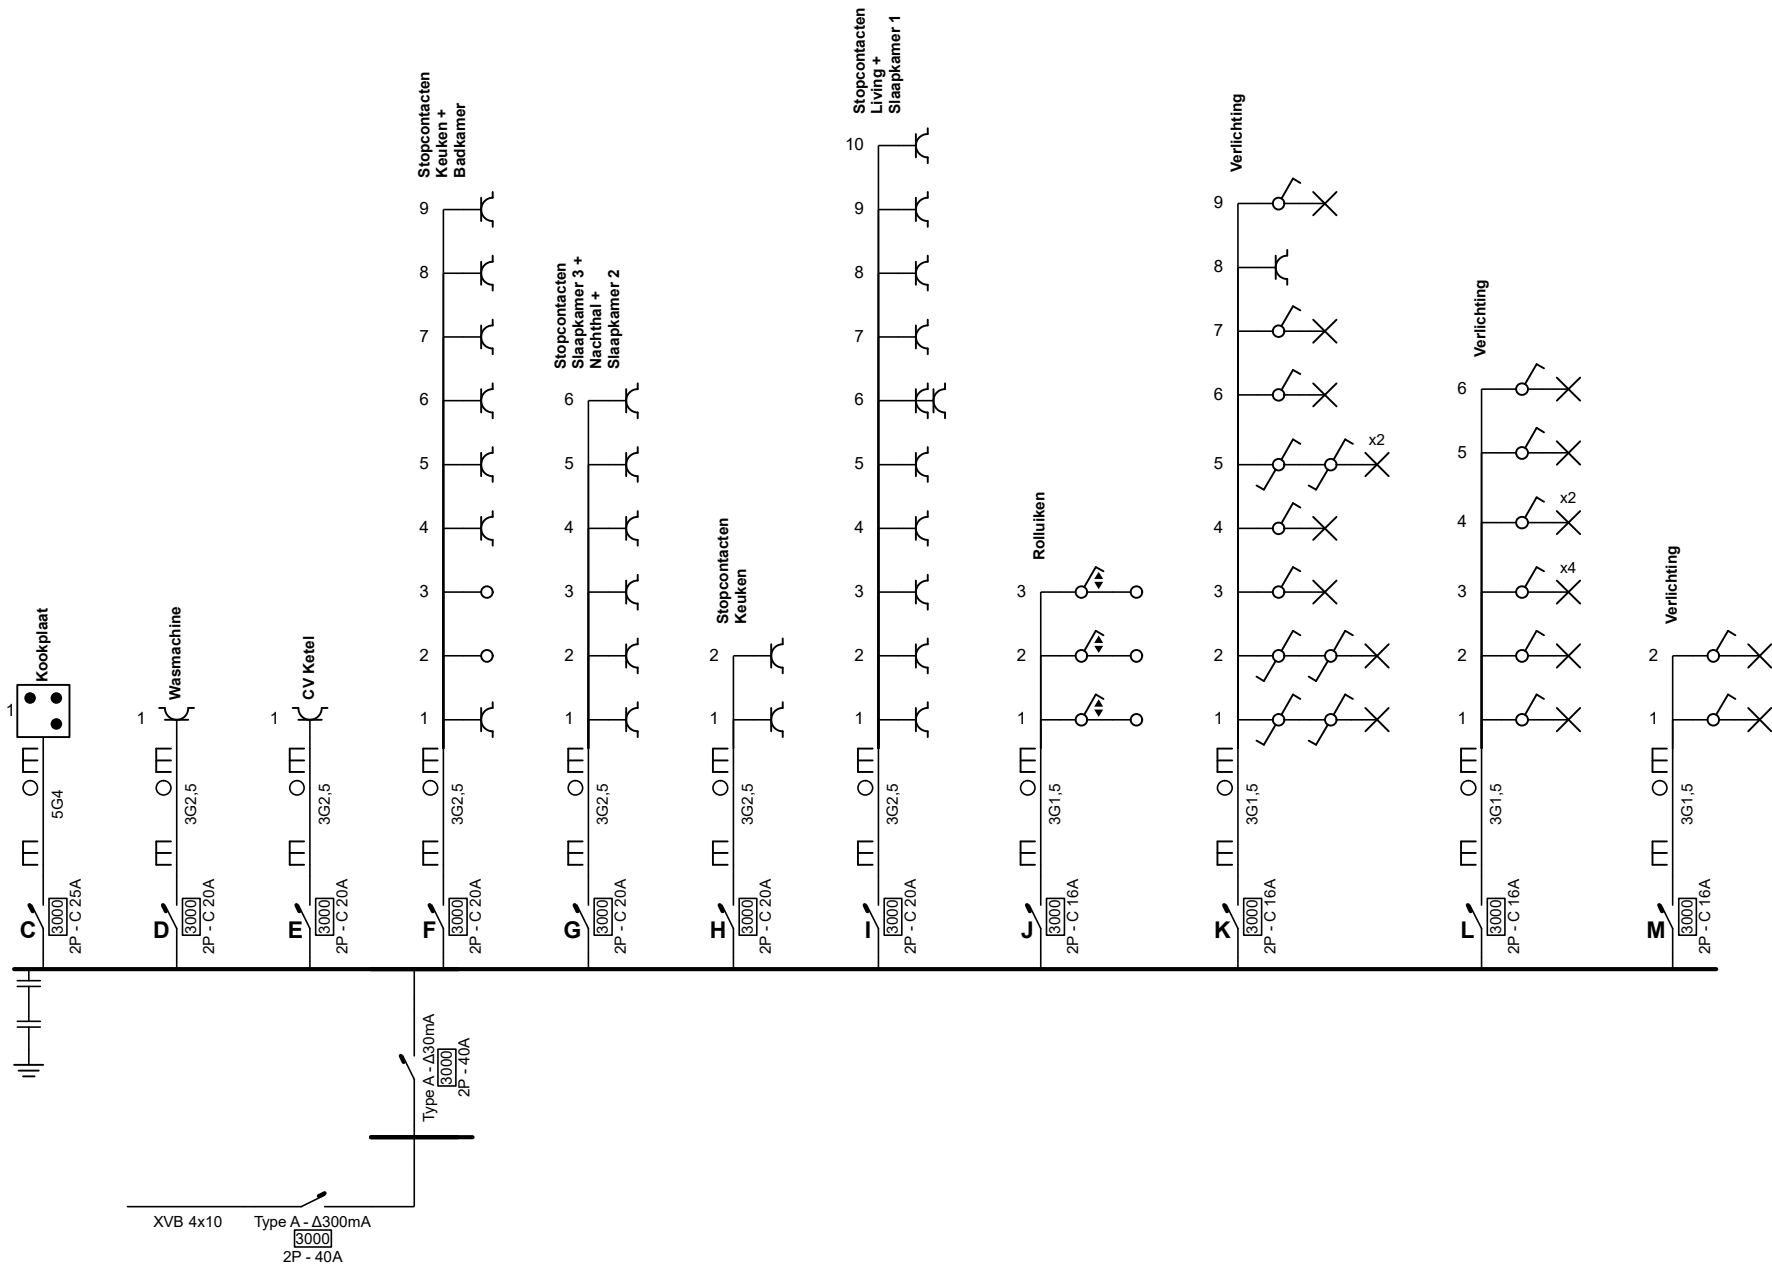 Stopcontacten
Keuken +
Badkamer
9
8
7
6
5
4
3
2
1
Stopcontacten
Slaapkamer 3 +
Nachthal +
Slaapkamer 2
6
5
4
3
2
1
Stopcontacten
Keuken
2
1
Stopcontacten
Living +
Slaapkamer 1
10
9
8
7
6
5
4
3
2
1
Rolluiken
3
2
1
Verlichting
9
8
7
6
5
x2
4
3
2
1
Verlichting
6
5
4
x2
3
x4
2
1
Verlichting
2
1
Kookplaat
1
Wasmachine
1
CV Ketel
1
5G4
3G2,5
3G2,5
3G2,5
3G2,5
3G2,5
3G2,5
3G1,5
3G1,5
3G1,5
3G1,5
C
3000
2P - C 25A
D
3000
2P - C 20A
E
3000
2P - C 20A
F
3000
2P - C 20A
G
3000
2P - C 20A
H
3000
2P - C 20A
I
3000
2P - C 20A
J
3000
2P - C 16A
K
3000
2P - C 16A
L
3000
2P - C 16A
M
3000
2P - C 16A
Type A - Δ30mA
3000
2P - 40A
XVB 4x10
Type A - Δ300mA
3000
2P - 40A